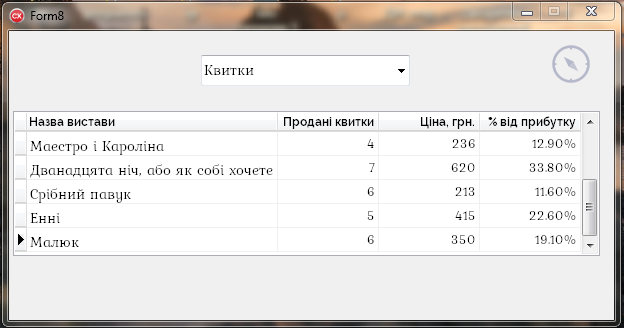 Form8
Квитки
Назва вистави Продані квитки Ціна, грн. % від прибутку
Маестро і Кароліна 4 236 12.90%
Дванадцята ніч, або як собі хочете 7 620 33.80%
Срібний павук 6 213 11.60%
Енні 5 415 22.60%
Малюк 6 350 19.10%